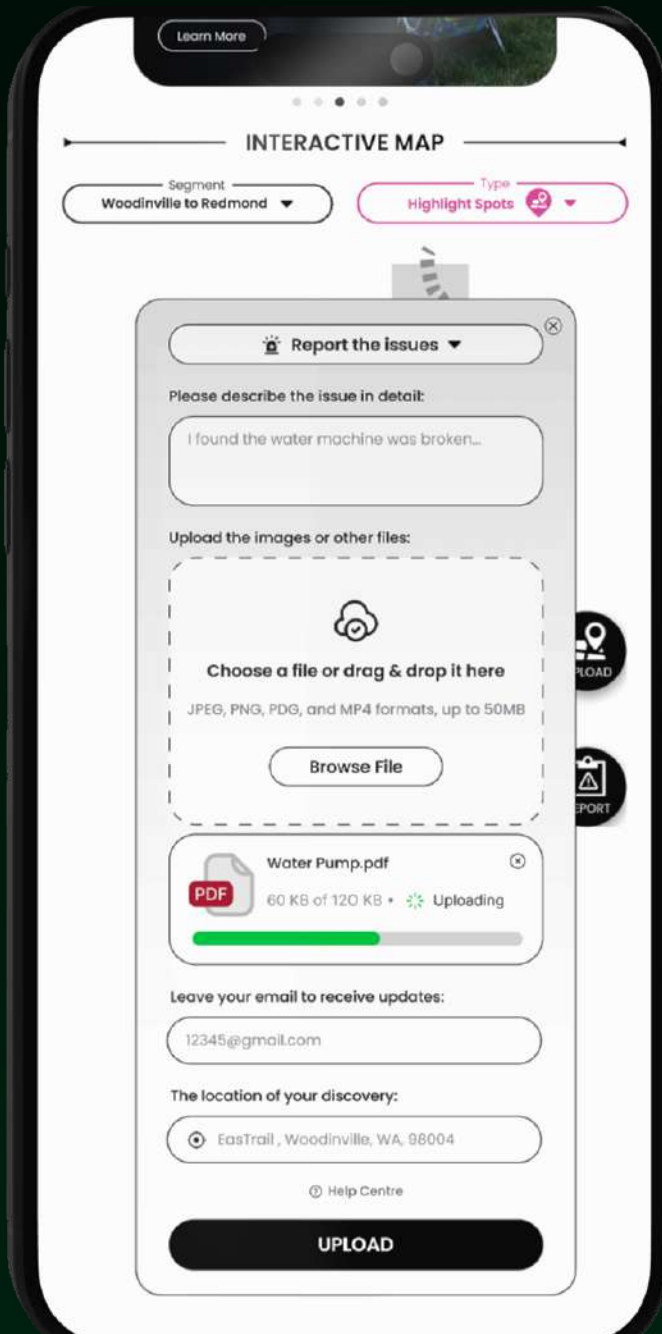 Learn More
INTERACTIVE MAP
Segment
Woodinville to Redmond
Type
Highlight Spots
Report the issues
Please describe the issue in detail:
I found the water machine was broken...
Upload the images or other files:
Choose a file or drag & drop it here
JPEG, PNG, PDG, and MP4 formats, up to 50MB
Browse File
PLOAD
EPORT
Water Pump.pdf
PDF
60 KB of 120 KB • Uploading
Leave your email to receive updates:
12345@gmail.com
The location of your discovery:
EasTrail , Woodinville, WA, 98004
Help Centre
UPLOAD